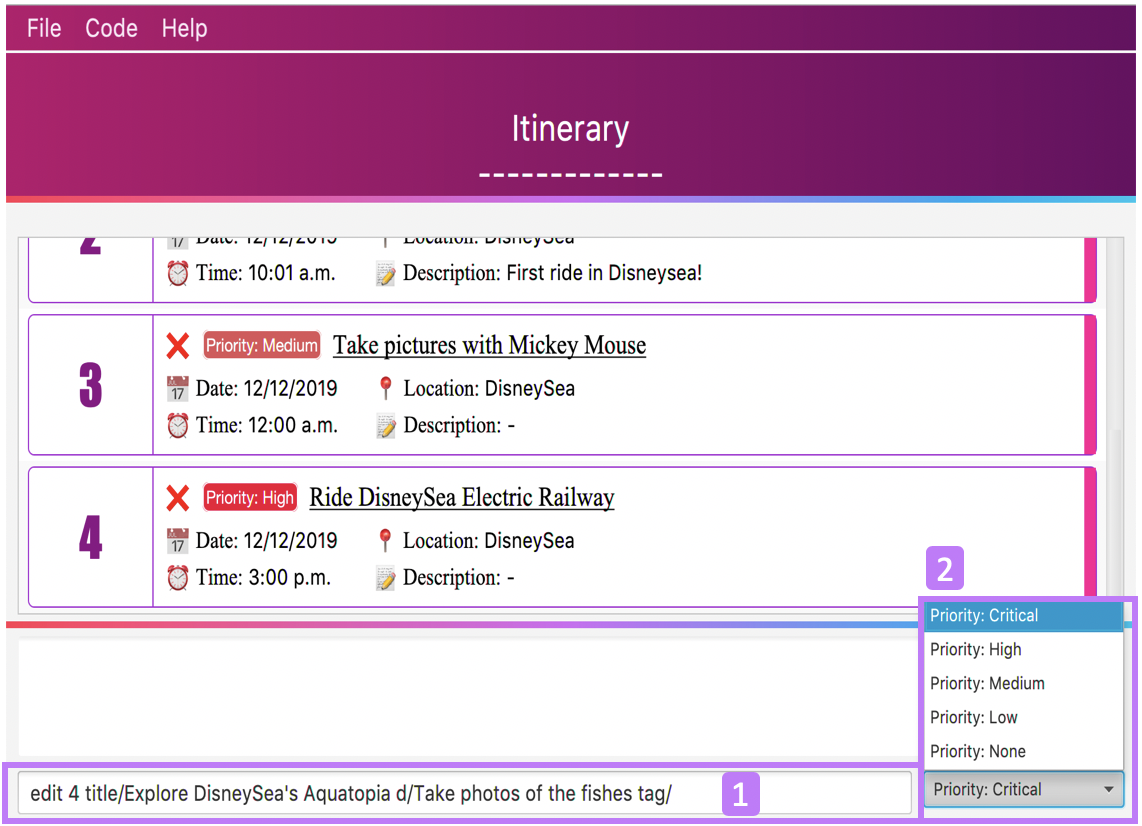 File Code Help
Itinerary
-------------
2 17 Date: 12/12/2019 Location: DisneySea
Time: 10:01 a.m. Description: First ride in Disneysea!
Priority: Medium Take pictures with Mickey Mouse
3 17 Date: 12/12/2019 Location: DisneySea
Time: 12:00 a.m. Description: -
Priority: High Ride DisneySea Electric Railway
4 17 Date: 12/12/2019 Location: DisneySea
Time: 3:00 p.m. Description: -
2
Priority: Critical
Priority: High
Priority: Medium
Priority: Low
Priority: None
edit 4 title/Explore DisneySea's Aquatopia d/Take photos of the fishes tag/ 1 Priority: Critical